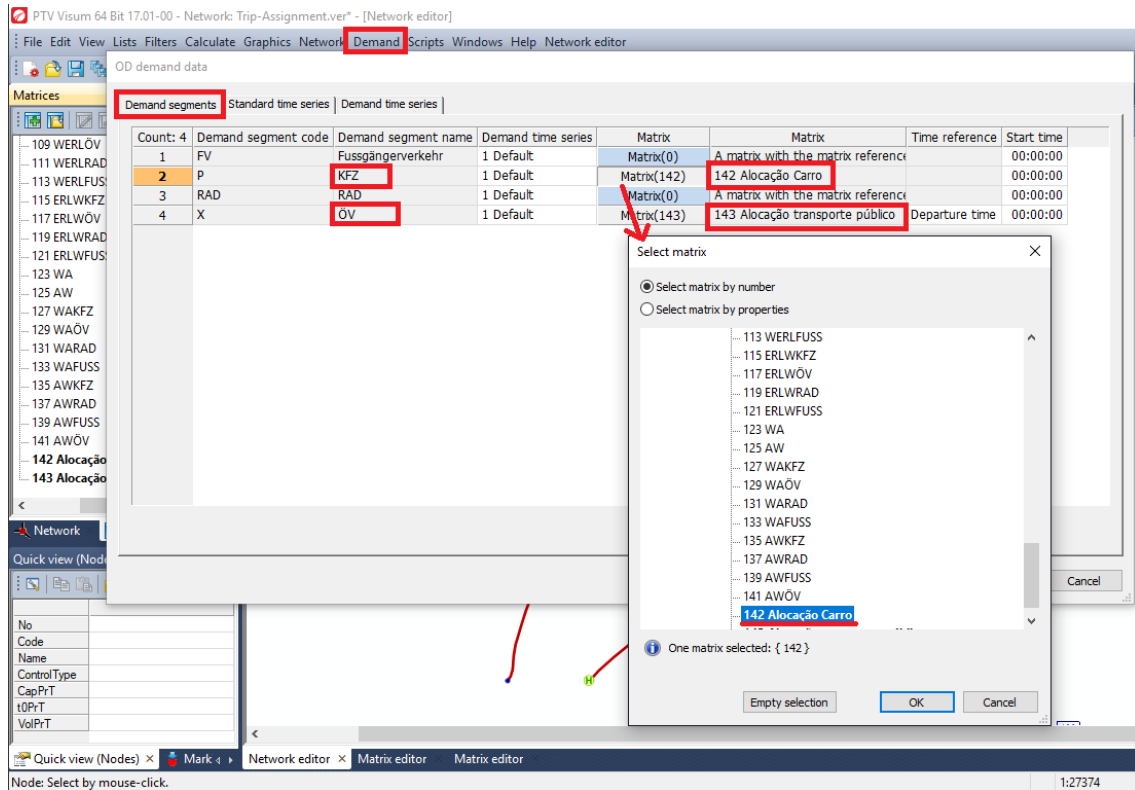 PTV Visum 64 Bit 17.01-00 - Network: Trip-Assignment.ver* - [Network editor]
File Edit View Lists Filters Calculate Graphics Network Demand Scripts Windows Help Network editor
OD demand data
Matrices
Demand segments Standard time series Demand time series
109 WERLÖV
111 WERLRAD
113 WERLFUS
115 ERLWKFZ
117 ERLWÖV
119 ERLWRAD
121 ERLWFUS
123 WA
125 AW
127 WAKFZ
129 WAÖV
131 WARAD
133 WAFUSS
135 AWKFZ
137 AWRAD
139 AWFUSS
141 AWÖV
142 Alocação
143 Alocação
Count: 4 Demand segment code Demand segment name Demand time series Matrix Matrix Time reference Start time
1 FV Fussgängerverkehr 1 Default Matrix(0) A matrix with the matrix reference 00:00:00
2 P KFZ 1 Default Matrix(142) 142 Alocação Carro 00:00:00
3 RAD RAD 1 Default Matrix(0) A matrix with the matrix reference 00:00:00
4 X ÖV 1 Default Matrix(143) 143 Alocação transporte público Departure time 00:00:00
Select matrix
Select matrix by number
Select matrix by properties
113 WERLFUSS
115 ERLWKFZ
117 ERLWÖV
119 ERLWRAD
121 ERLWFUSS
123 WA
125 AW
127 WAKFZ
129 WAÖV
131 WARAD
133 WAFUSS
135 AWKFZ
137 AWRAD
139 AWFUSS
141 AWÖV
142 Alocação Carro
One matrix selected: { 142 }
Empty selection OK Cancel
Cancel
Network
Quick view (Node
No
Code
Name
ControlType
CapPrT
t0PrT
VolPrT
H
Quick view (Nodes) Mark Network editor Matrix editor Matrix editor
Node: Select by mouse-click. 1:27374